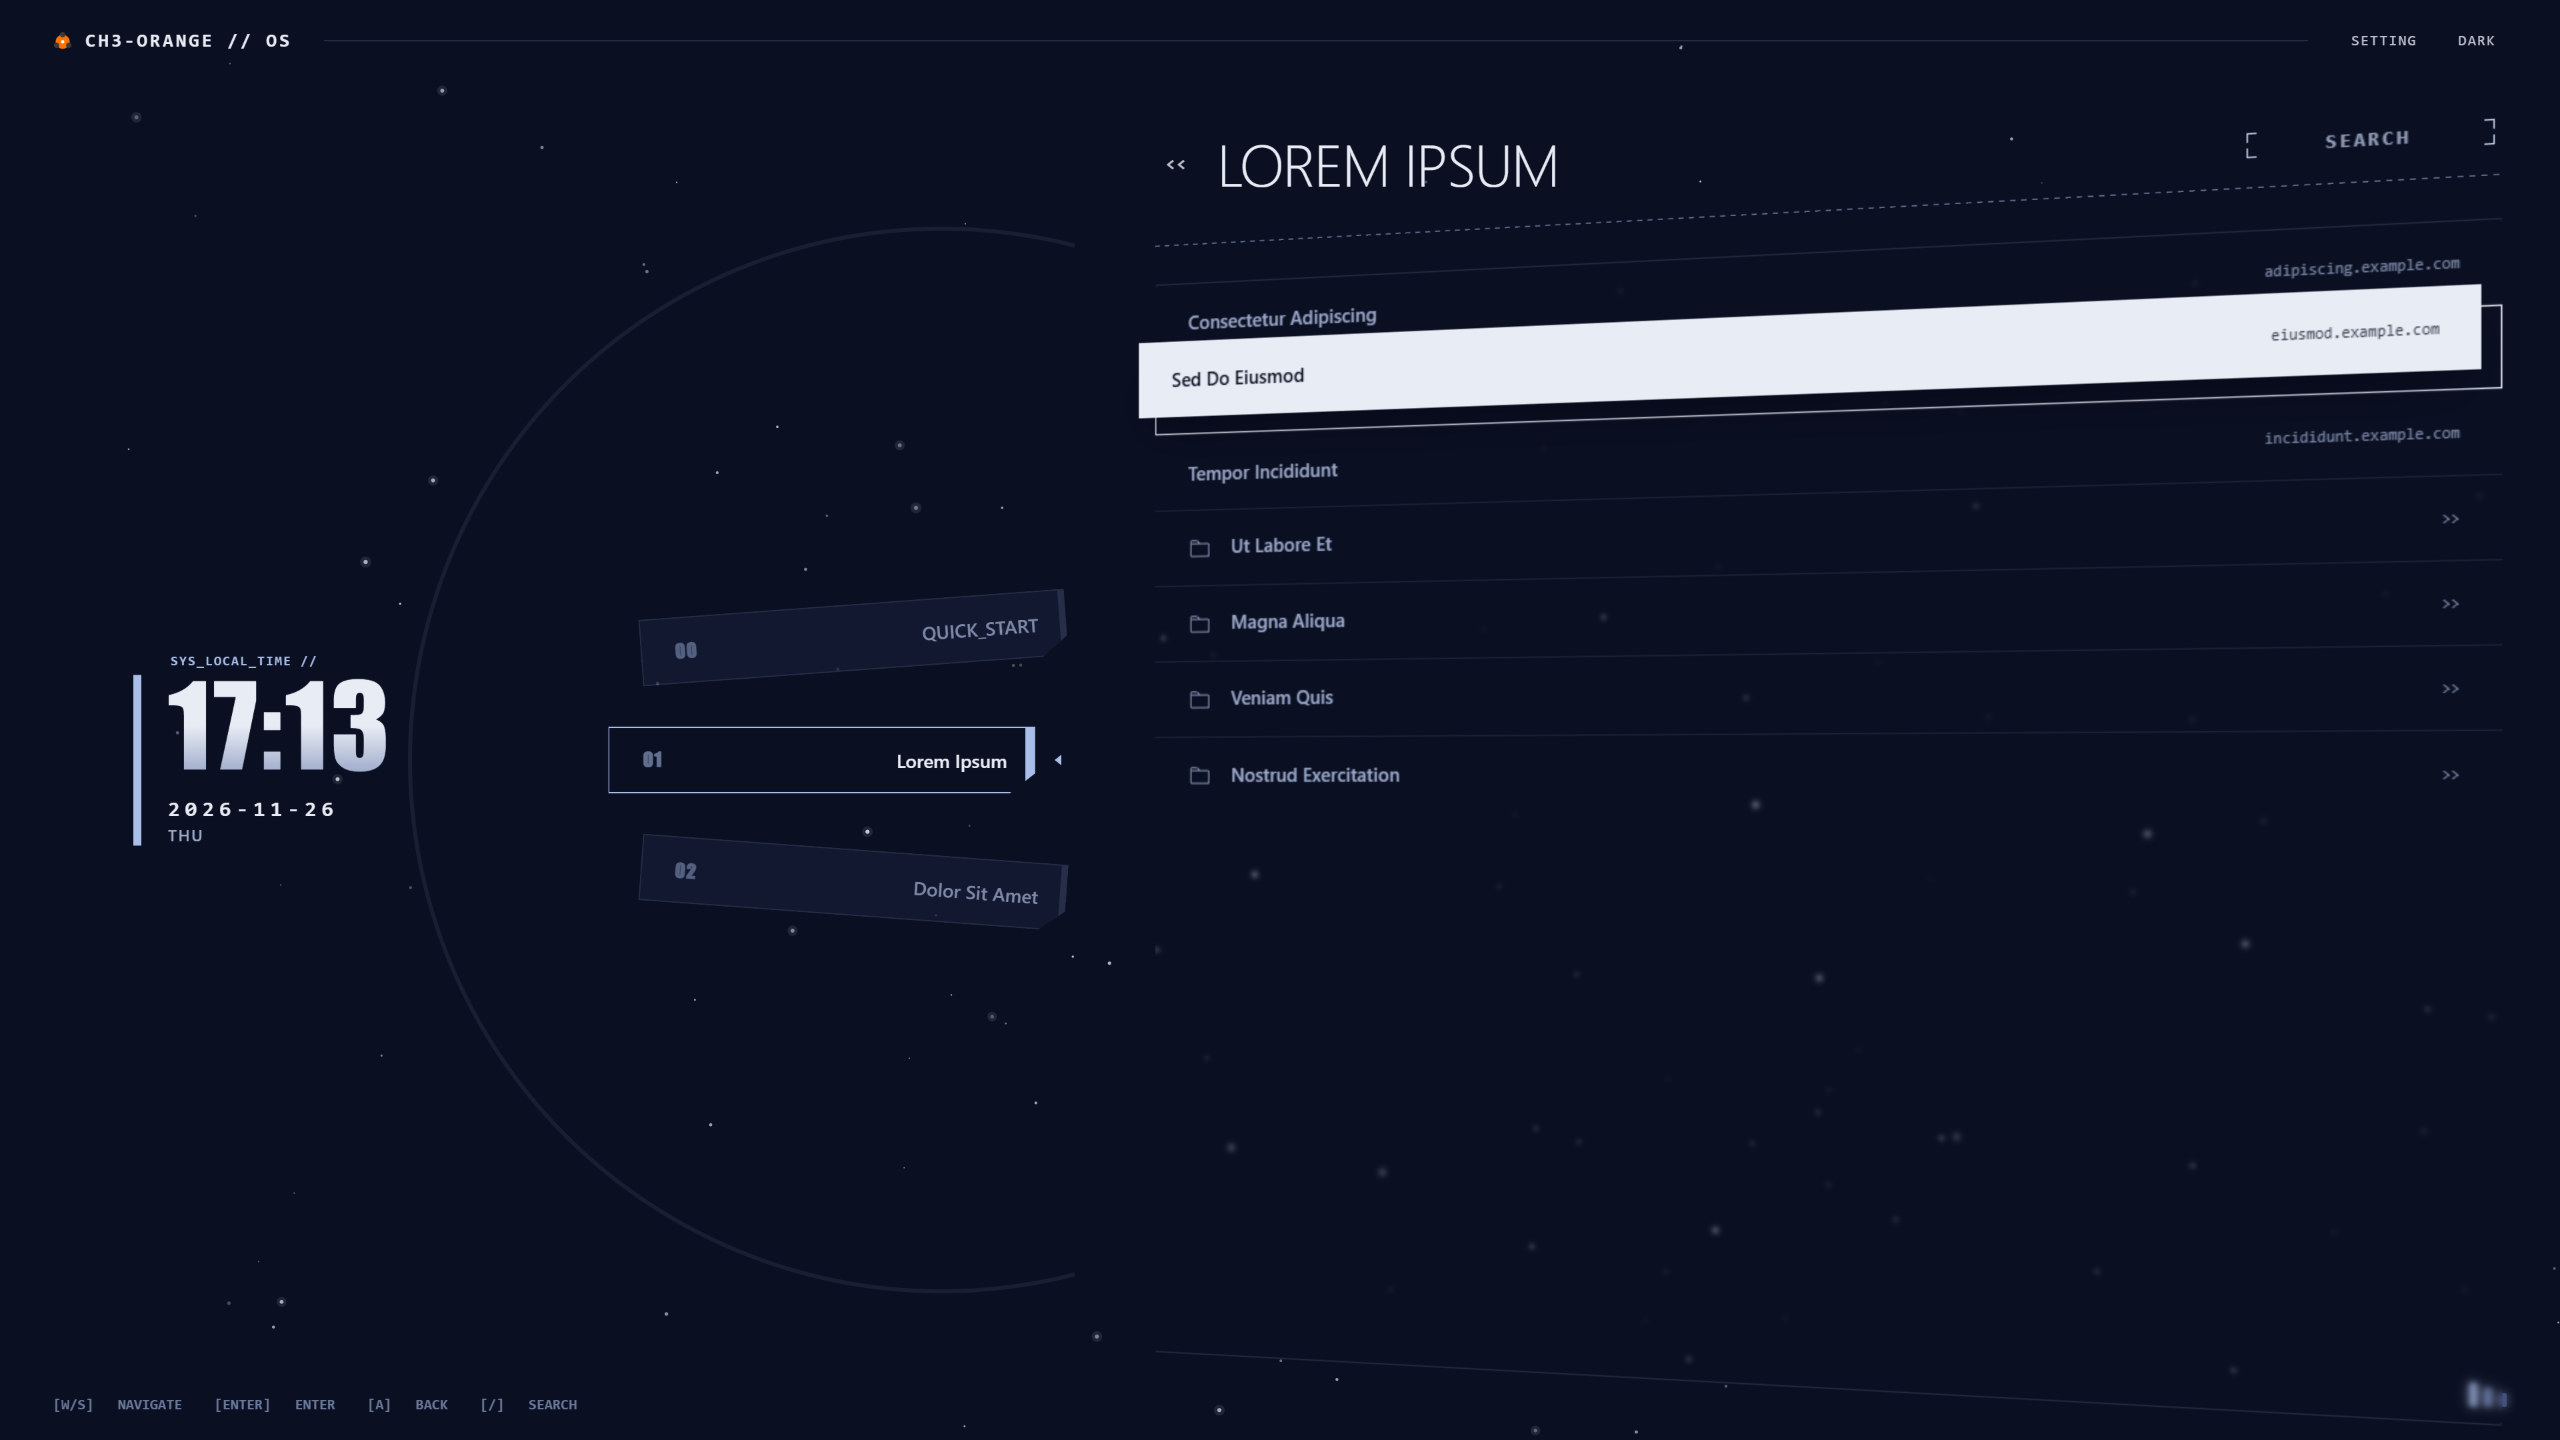 CH3-ORANGE // OS
SETTING
DARK
<<
LOREM IPSUM
SEARCH
adipiscing.example.com
Consectetur Adipiscing
eiusmod.example.com
Sed Do Eiusmod
incididunt.example.com
Tempor Incididunt
Ut Labore Et >>
Magna Aliqua >>
Veniam Quis >>
Nostrud Exercitation >>
00 QUICK_START
01 Lorem Ipsum
02 Dolor Sit Amet
SYS_LOCAL_TIME //
17:13
2026-11-26
THU
[W/S] NAVIGATE [ENTER] ENTER [A] BACK [/] SEARCH